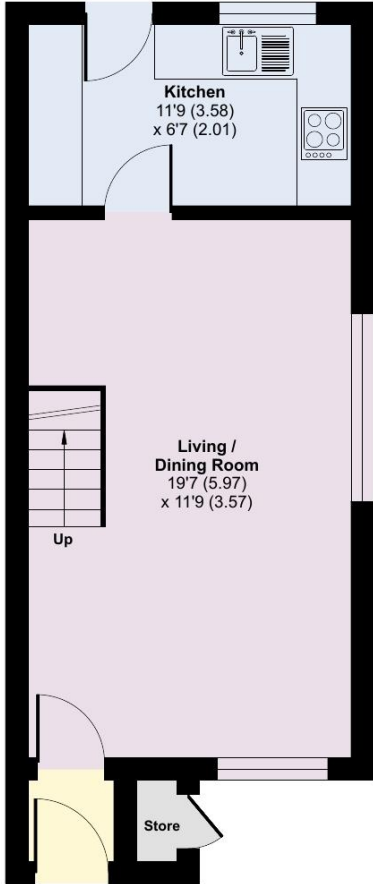 Kitchen
11'9 (3.58)
x 6'7 (2.01)
Living /
Dining Room
19'7 (5.97)
x 11'9 (3.57)
Up
Store